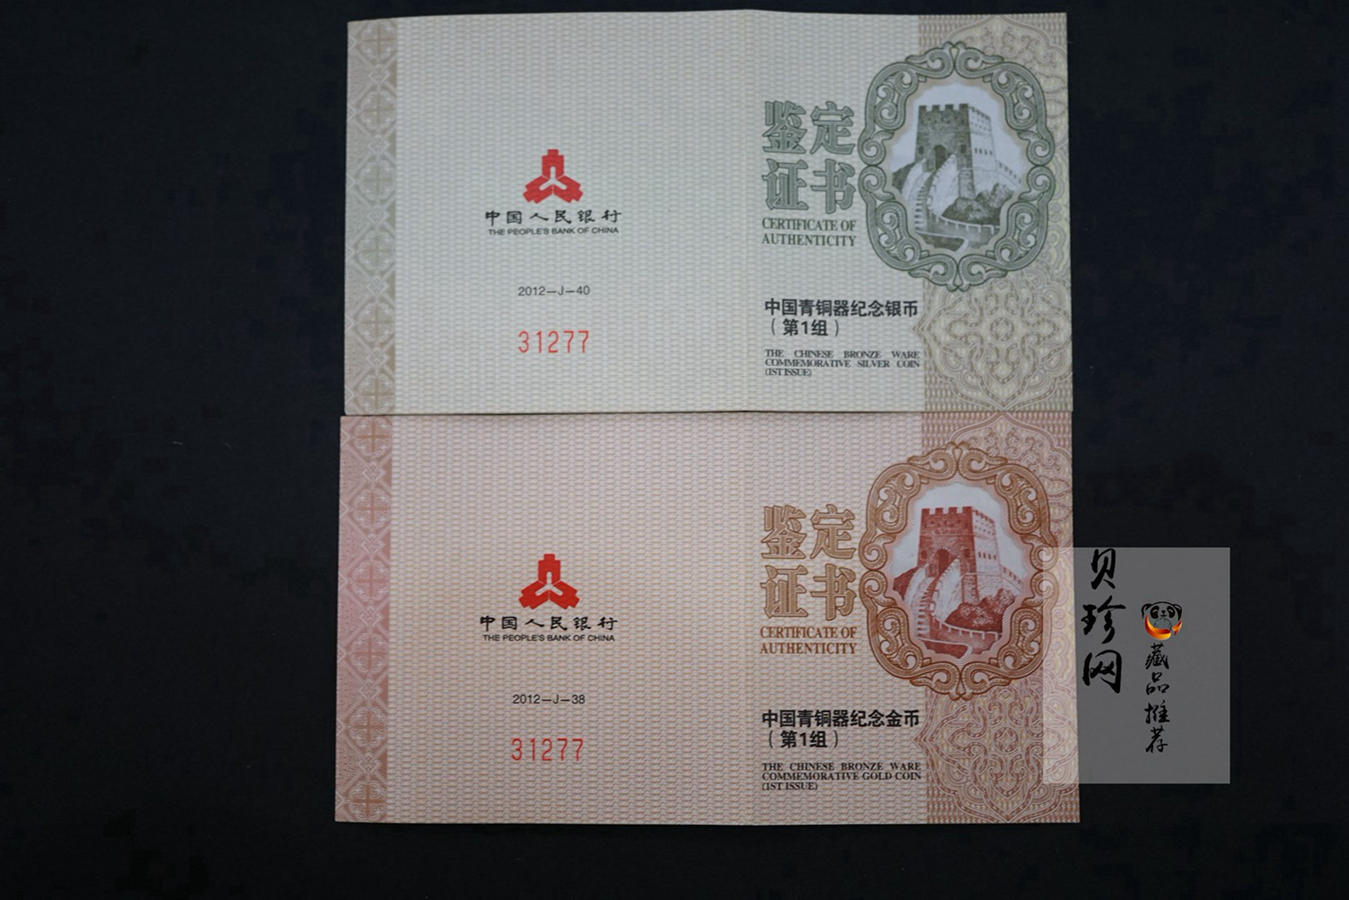 中国人民银行
THE PEOPLE'S BANK OF CHINA
2012—J—40
31277
鉴定
证书
CERTIFICATE OF
AUTHENTICITY
中国青铜器纪念银币
（第1组）
THE CHINESE BRONZE WARE
COMMEMORATIVE SILVER COIN
(1ST ISSUE)
中国人民银行
THE PEOPLE'S BANK OF CHINA
2012—J—38
31277
鉴定
证书
CERTIFICATE OF
AUTHENTICITY
中国青铜器纪念金币
（第1组）
THE CHINESE BRONZE WARE
COMMEMORATIVE GOLD COIN
(1ST ISSUE)
贝珍网
藏品推荐